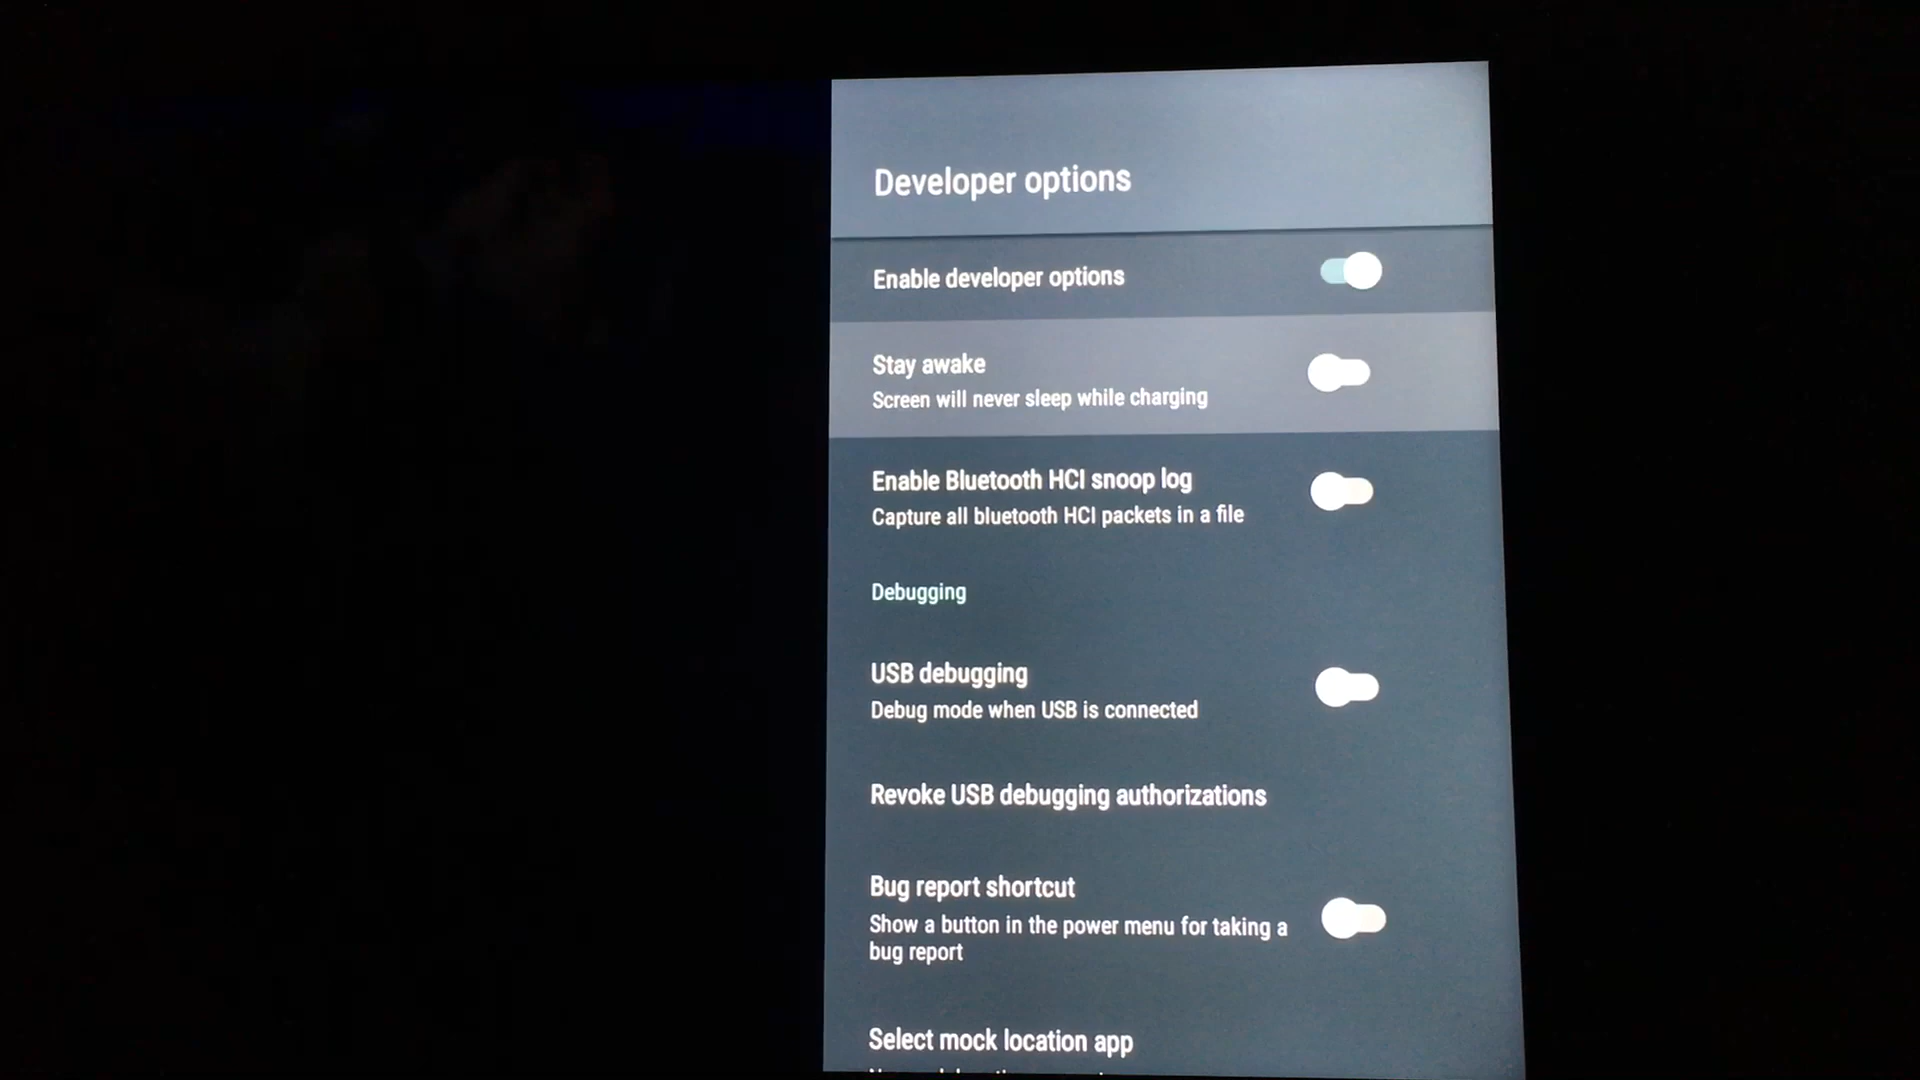 Developer options
Enable developer options
Stay awake
Screen will never sleep while charging
Enable Bluetooth HCI snoop log
Capture all bluetooth HCI packets in a file
Debugging
USB debugging
Debug mode when USB is connected
Revoke USB debugging authorizations
Bug report shortcut
Show a button in the power menu for taking a
bug report
Select mock location app